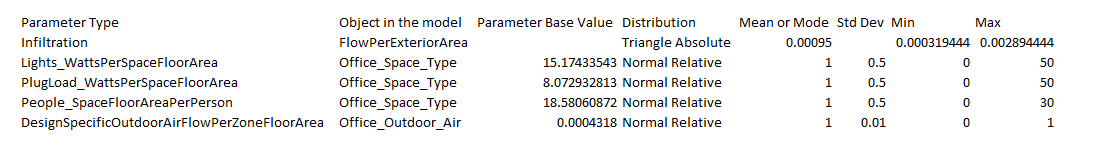 Parameter Type Object in the model Parameter Base Value Distribution Mean or Mode Std Dev Min Max
Infiltration FlowPerExteriorArea Triangle Absolute 0.00095 0.000319444 0.002894444
Lights_WattsPerSpaceFloorArea Office_Space_Type 15.17433543 Normal Relative 1 0.5 0 50
PlugLoad_WattsPerSpaceFloorArea Office_Space_Type 8.072932813 Normal Relative 1 0.5 0 50
People_SpaceFloorAreaPerPerson Office_Space_Type 18.58060872 Normal Relative 1 0.5 0 30
DesignSpecificOutdoorAirFlowPerZoneFloorArea Office_Outdoor_Air 0.0004318 Normal Relative 1 0.01 0 1